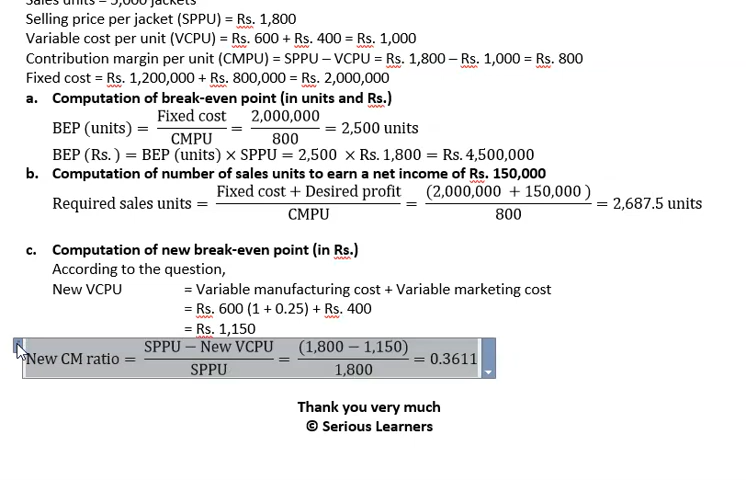 Sales units = 5,000 jackets
Selling price per jacket (SPPU) = Rs. 1,800
Variable cost per unit (VCPU) = Rs. 600 + Rs. 400 = Rs. 1,000
Contribution margin per unit (CMPU) = SPPU – VCPU = Rs. 1,800 – Rs. 1,000 = Rs. 800
Fixed cost = Rs. 1,200,000 + Rs. 800,000 = Rs. 2,000,000
a. Computation of break-even point (in units and Rs.)
BEP (units) = Fixed cost / CMPU = 2,000,000 / 800 = 2,500 units
BEP (Rs.) = BEP (units) × SPPU = 2,500 × Rs. 1,800 = Rs. 4,500,000
b. Computation of number of sales units to earn a net income of Rs. 150,000
Required sales units = Fixed cost + Desired profit / CMPU = (2,000,000 + 150,000) / 800 = 2,687.5 units
c. Computation of new break-even point (in Rs.)
According to the question,
New VCPU = Variable manufacturing cost + Variable marketing cost
= Rs. 600 (1 + 0.25) + Rs. 400
= Rs. 1,150
New CM ratio = SPPU – New VCPU / SPPU = (1,800 – 1,150) / 1,800 = 0.3611
Thank you very much
© Serious Learners